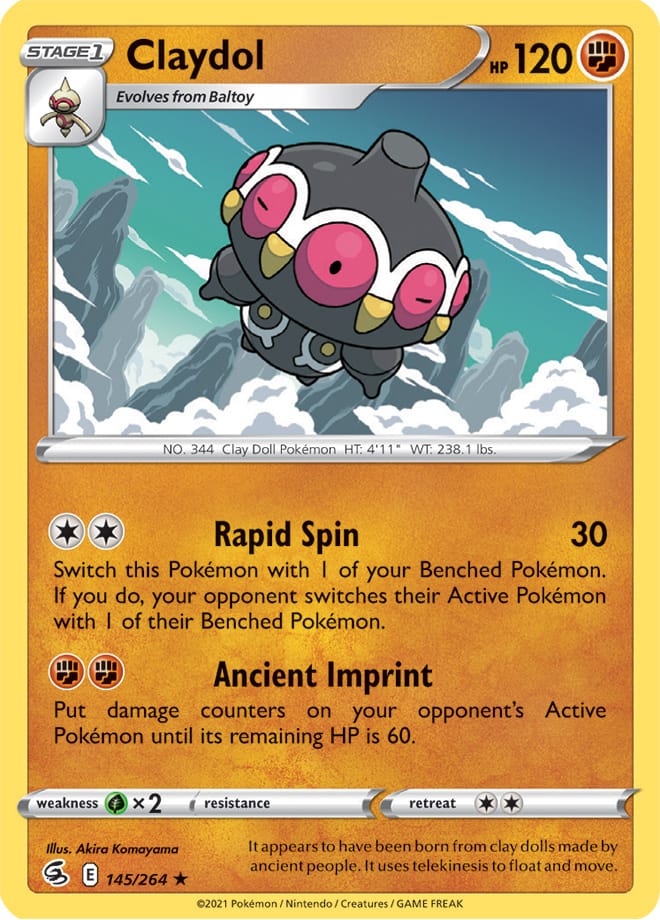 STAGE1
Claydol
HP 120
Evolves from Baltoy
NO. 344 Clay Doll Pokémon HT: 4'11" WT: 238.1 lbs.
Rapid Spin 30
Switch this Pokémon with 1 of your Benched Pokémon.
If you do, your opponent switches their Active Pokémon
with 1 of their Benched Pokémon.
Ancient Imprint
Put damage counters on your opponent's Active
Pokémon until its remaining HP is 60.
weakness ×2 resistance retreat
Illus. Akira Komayama
It appears to have been born from clay dolls made by
ancient people. It uses telekinesis to float and move.
E 145/264 ★
©2021 Pokémon / Nintendo / Creatures / GAME FREAK